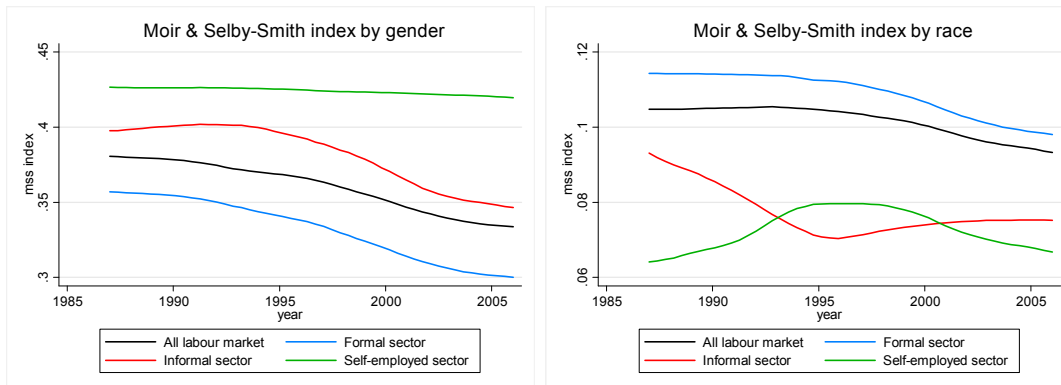 Moir & Selby-Smith index by gender
.45
.4
.35
.3
mss index
1985 1990 1995 2000 2005
year
All labour market Formal sector
Informal sector Self-employed sector
Moir & Selby-Smith index by race
.12
.1
.08
.06
mss index
1985 1990 1995 2000 2005
year
All labour market Formal sector
Informal sector Self-employed sector